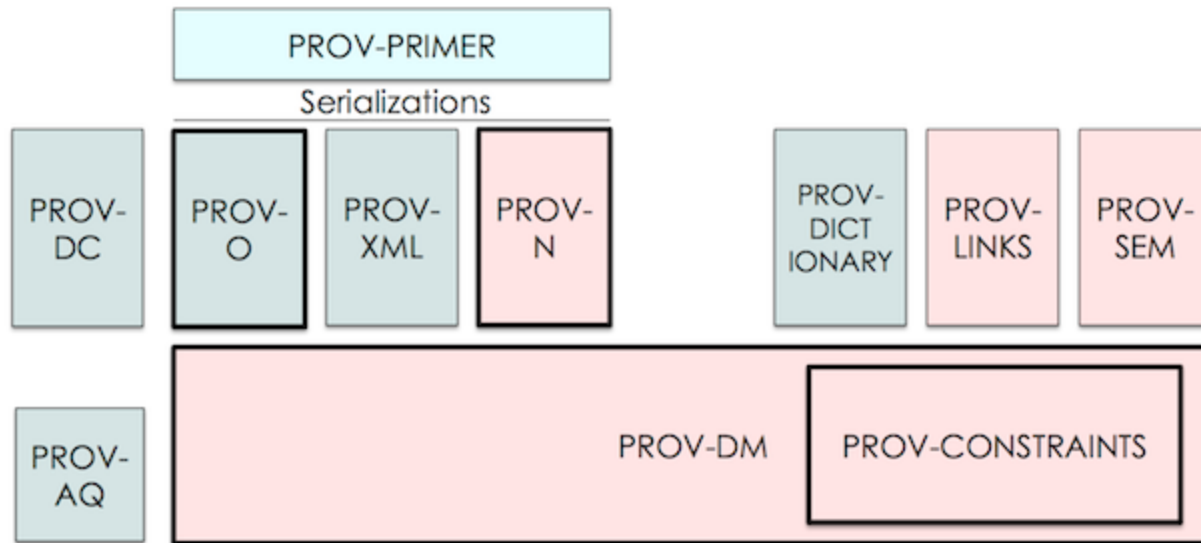 PROV-PRIMER
Serializations
PROV-
DC
PROV-
O
PROV-
XML
PROV-
N
PROV-
DICT
IONARY
PROV-
LINKS
PROV-
SEM
PROV-
AQ
PROV-DM
PROV-CONSTRAINTS